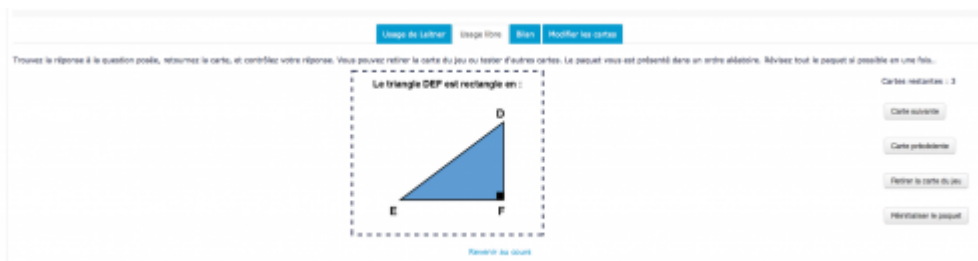 Usage de Leitner Usage libre Bilan Modifier les cartes
Trouvez la réponse à la question posée, retournez la carte, et contrôlez votre réponse. Vous pouvez retirer la carte du jeu ou tester d'autres cartes. Le paquet vous est présenté dans un ordre aléatoire. Révisez tout le paquet si possible en une fois.
Cartes restantes : 3
Le triangle DEF est rectangle en :
D
E F
Carte suivante
Carte précédente
Retirer la carte du jeu
Réinitialiser le paquet
Revenir au count